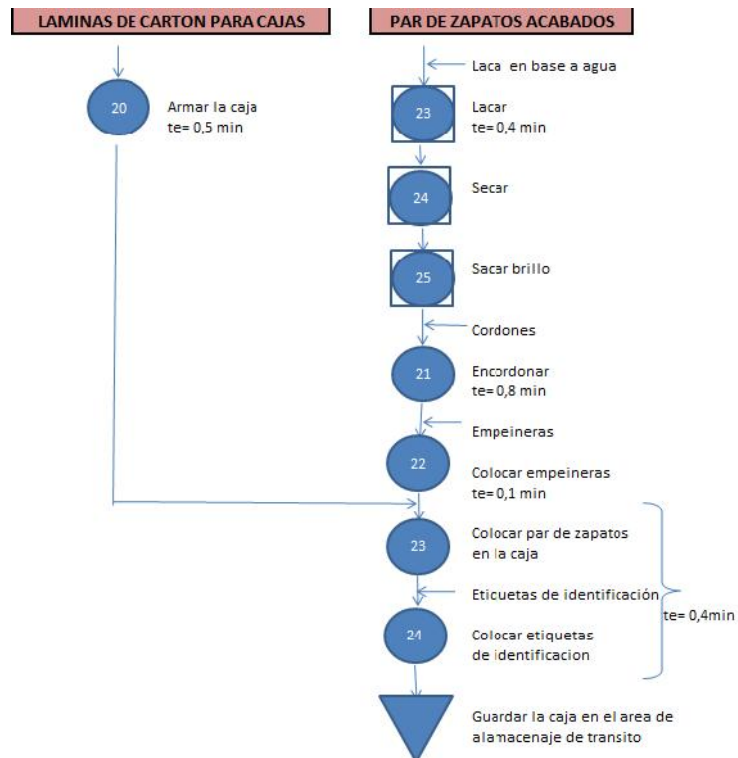 LAMINAS DE CARTON PARA CAJAS
PAR DE ZAPATOS ACABADOS
Laca en base a agua
20
Armar la caja
te= 0,5 min
23
Lacar
te= 0,4 min
24
Secar
25
Sacar brillo
Cordones
21
Encordonar
te= 0,8 min
Empeineras
22
Colocar empeineras
te= 0,1 min
23
Colocar par de zapatos
en la caja
Eticuetas de identificación
te= 0,4min
24
Colocar etiquetas
de identificacion
Guardar la caja en el area de
alamacenaje de transito